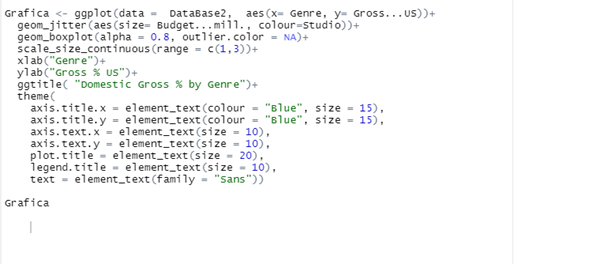 Grafica <- ggplot(data =  DataBase2,  aes(x= Genre, y= Gross...US))+
  geom_jitter(aes(size= Budget...mill., colour=Studio))+
  geom_boxplot(alpha = 0.8, outlier.color = NA)+
  scale_size_continuous(range = c(1,3))+
  xlab("Genre")+
  ylab("Gross % US")+
  ggtitle( "Domestic Gross % by Genre")+
  theme(
    axis.title.x = element_text(colour = "Blue", size = 15),
    axis.title.y = element_text(colour = "Blue", size = 15),
    axis.text.x = element_text(size = 10),
    axis.text.y = element_text(size = 10),
    plot.title = element_text(size = 20),
    legend.title = element_text(size = 10),
    text = element_text(family = "Sans"))
Grafica